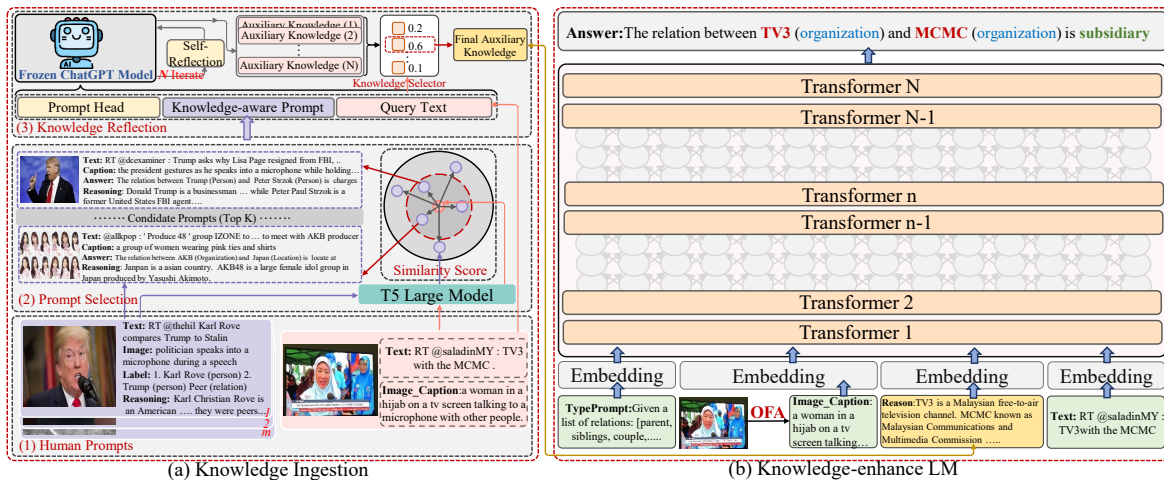 Frozen ChatGPT Model
AI
Self-
Reflection
N Iterate
Auxiliary Knowledge (1)
Auxiliary Knowledge (2)
Auxiliary Knowledge (N)
0.2
0.6
0.1
Knowledge Selector
Final Auxiliary
Knowledge
Prompt Head
Knowledge-aware Prompt
Query Text
(3) Knowledge Reflection
Text: RT @dcexaminer : Trump asks why Lisa Page resigned from FBI, ..
Caption: the president gestures as he speaks into a microphone while holding…
Answer: The relation between Trump (Person) and Peter Strzok (Person) is charges
Reasoning: Donald Trump is a businessman … while Peter Paul Strzok is a
former United States FBI agent….
······· Candidate Prompts (Top K) ·······
Text: @allkpop : ' Produce 48 ' group IZONE to … to meet with AKB producer
Caption: a group of women wearing pink ties and shirts
Answer: The relation between AKB (Organization) and Japan (Location) is locate at
Reasoning: Janpan is a asian country. AKB48 is a large female idol group in
Japan produced by Yasushi Akimoto.
Similarity Score
T5 Large Model
(2) Prompt Selection
Text: RT @thehil Karl Rove
compares Trump to Stalin
Image: politician speaks into a
microphone during a speech
Label: 1. Karl Rove (person) 2.
Trump (person) Peer (relation)
Reasoning: Karl Christian Rove is
an American …. they were peers...
1
2
m
Text: RT @saladinMY : TV3
with the MCMC .
Image_Caption:a woman in a
hijab on a tv screen talking to a
microphone with other people.
(1) Human Prompts
(a) Knowledge Ingestion
Answer:The relation between TV3 (organization) and MCMC (organization) is subsidiary
Transformer N
Transformer N-1
Transformer n
Transformer n-1
Transformer 2
Transformer 1
Embedding
Embedding
Embedding
Embedding
TypePrompt:Given a
list of relations: [parent,
siblings, couple,.....
OFA
Image_Caption:
a woman in a
hijab on a tv
screen talking…
Reason:TV3 is a Malaysian free-to-air
television channel. MCMC known as
Malaysian Communications and
Multimedia Commission …..
Text: RT @saladinMY :
TV3with the MCMC
(b) Knowledge-enhance LM